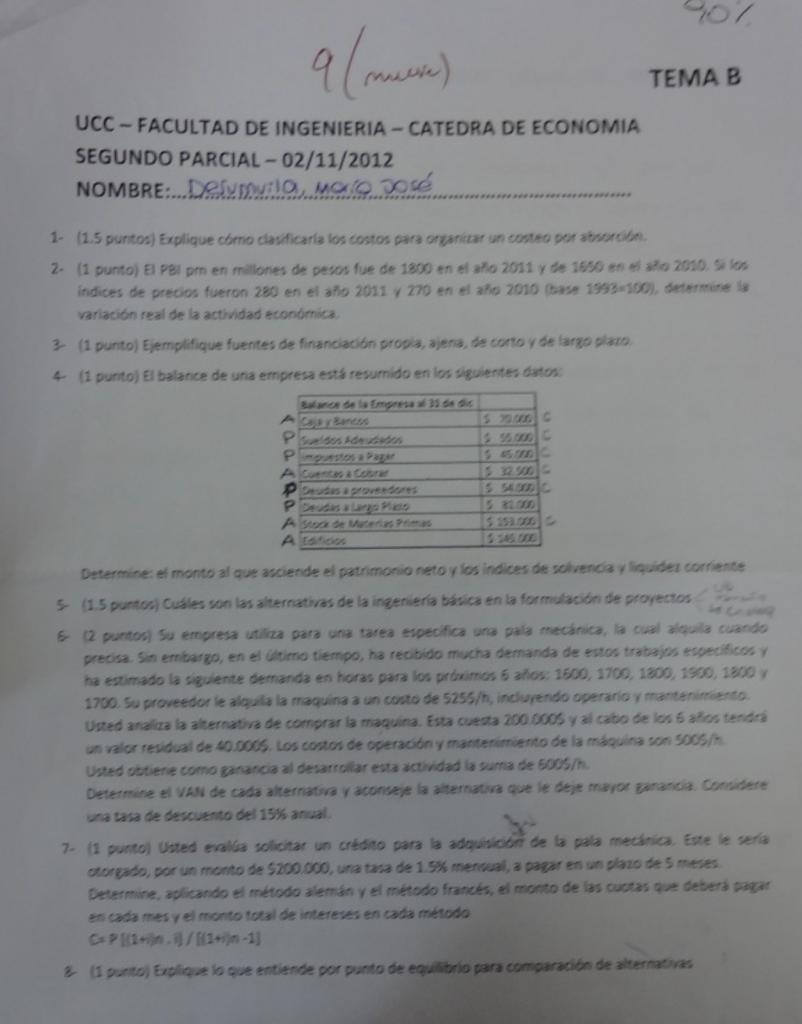 90%
9 (nueve)
TEMA B
UCC – FACULTAD DE INGENIERIA – CATEDRA DE ECONOMIA
SEGUNDO PARCIAL – 02/11/2012
NOMBRE:... José
1- (1.5 puntos) Explique cómo clasificaría los costos para organizar un costeo por absorción.
2- (1 punto) El PBI pm en millones de pesos fue de 1800 en el año 2011 y de 1650 en el año 2010. Si los
índices de precios fueron 280 en el año 2011 y 270 en el año 2010 (base 1993=100), determine la
variación real de la actividad económica.
3- (1 punto) Ejemplifique fuentes de financiación propia, ajena, de corto y de largo plazo.
4- (1 punto) El balance de una empresa está resumido en los siguientes datos:
Balance de la Empresa al 31 de dic
A Caja y Bancos $ 70.000 C
P Sueldos Adeudados $ 55.000 C
P Impuestos a Pagar $ 45.000 C
A Cuentas a Cobrar $ 32.500 C
P Deudas a proveedores $ 54.000 C
P Deudas a Largo Plazo $ 81.000
A Stock de Materias Primas $ 153.000 C
A Edificios $ 145.000
Determine: el monto al que asciende el patrimonio neto y los índices de solvencia y liquidez corriente
5- (1.5 puntos) Cuáles son las alternativas de la ingeniería básica en la formulación de proyectos
6- (2 puntos) Su empresa utiliza para una tarea específica una pala mecánica, la cual alquila cuando
precisa. Sin embargo, en el último tiempo, ha recibido mucha demanda de estos trabajos específicos y
ha estimado la siguiente demanda en horas para los próximos 6 años: 1600, 1700, 1800, 1900, 1800 y
1700. Su proveedor le alquila la maquina a un costo de 525$/h, incluyendo operario y mantenimiento.
Usted analiza la alternativa de comprar la maquina. Esta cuesta 200.000$ y al cabo de los 6 años tendrá
un valor residual de 40.000$. Los costos de operación y mantenimiento de la máquina son 500$/h.
Usted obtiene como ganancia al desarrollar esta actividad la suma de 600$/h.
Determine el VAN de cada alternativa y aconseje la alternativa que le deje mayor ganancia. Considere
una tasa de descuento del 15% anual.
7- (1 punto) Usted evalúa solicitar un crédito para la adquisición de la pala mecánica. Este le sería
otorgado, por un monto de $200.000, una tasa de 1.5% mensual, a pagar en un plazo de 5 meses.
Determine, aplicando el método alemán y el método francés, el monto de las cuotas que deberá pagar
en cada mes y el monto total de intereses en cada método
C= P [(1+i)n . i] / [(1+i)n -1]
8- (1 punto) Explique lo que entiende por punto de equilibrio para comparación de alternativas